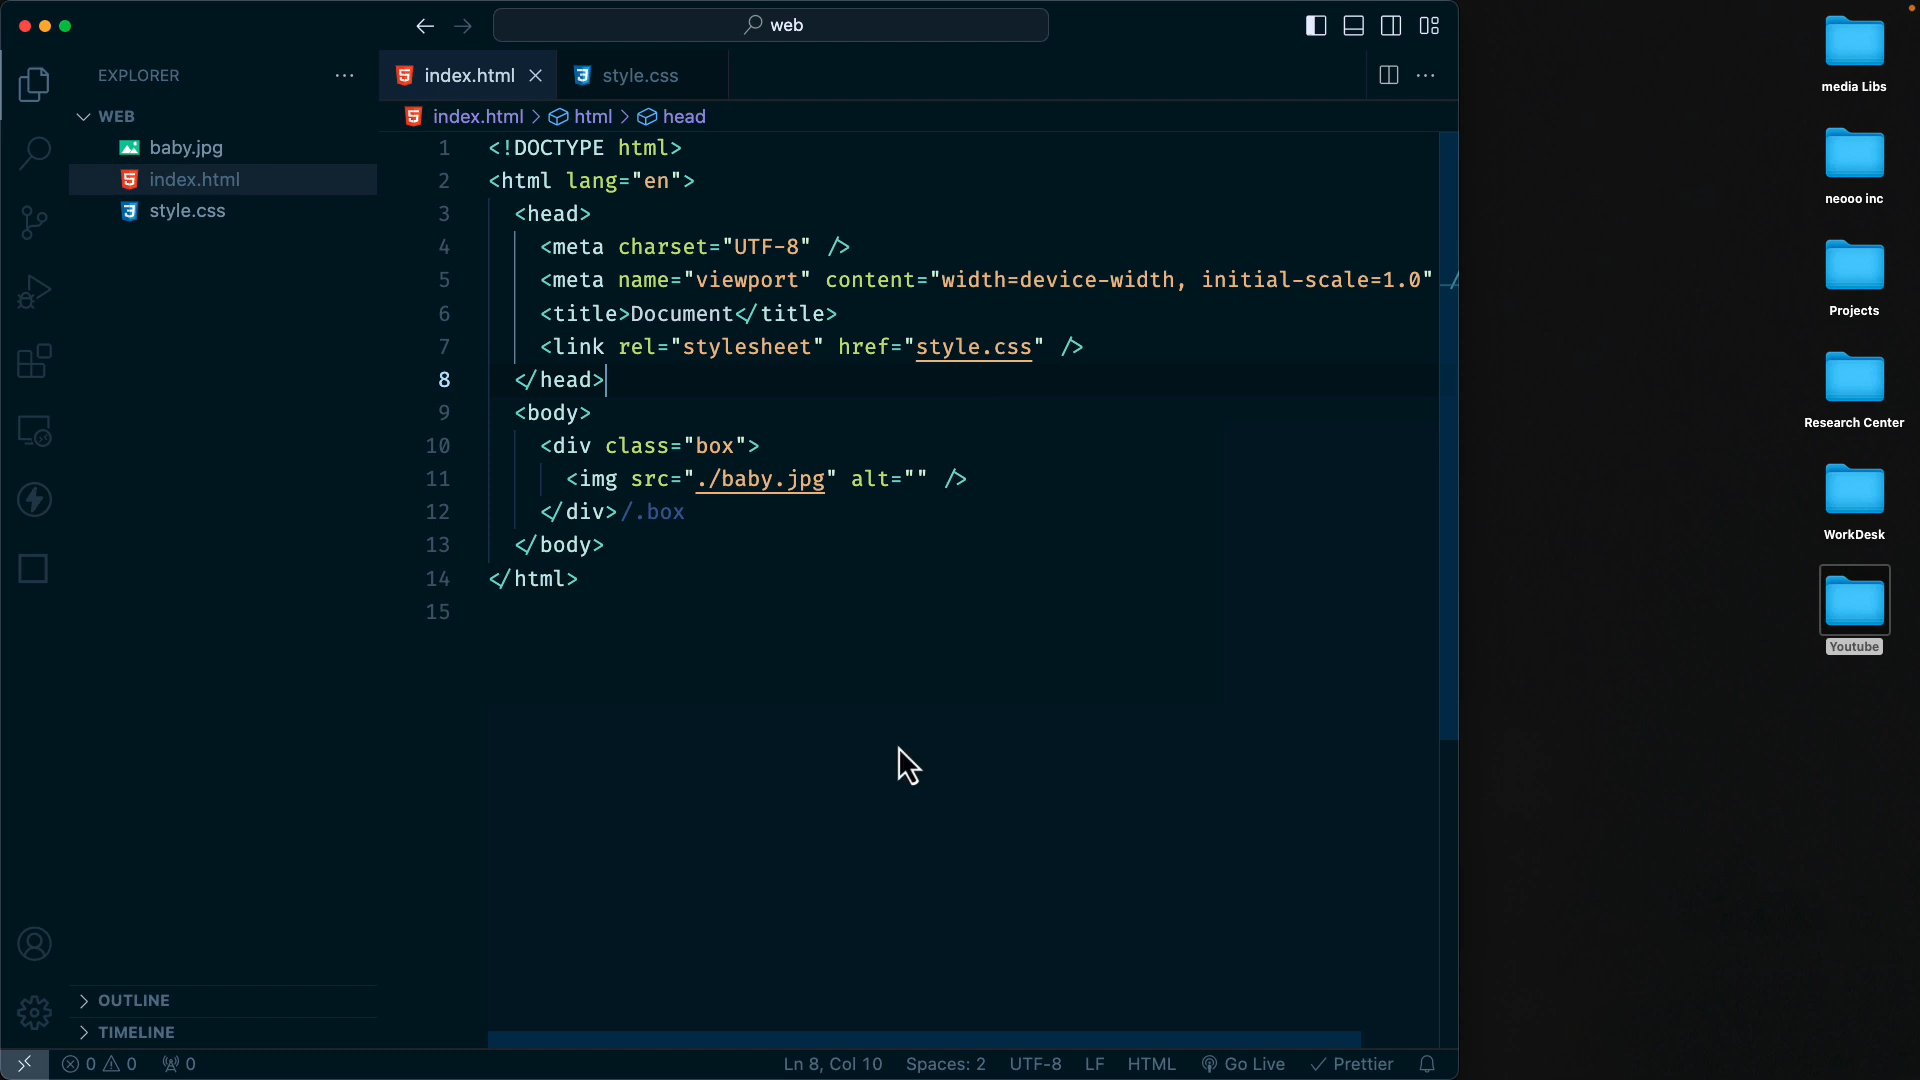 web
EXPLORER
index.html
style.css
WEB
baby.jpg
index.html
style.css
index.html > html > head
1 <!DOCTYPE html>
2 <html lang="en">
3 <head>
4 <meta charset="UTF-8" />
5 <meta name="viewport" content="width=device-width, initial-scale=1.0" /
6 <title>Document</title>
7 <link rel="stylesheet" href="style.css" />
8 </head>
9 <body>
10 <div class="box">
11 <img src="./baby.jpg" alt="" />
12 </div>/.box
13 </body>
14 </html>
15
OUTLINE
TIMELINE
0 0 0 Ln 8, Col 10 Spaces: 2 UTF-8 LF HTML Go Live Prettier
media Libs
neooo inc
Projects
Research Center
WorkDesk
Youtube